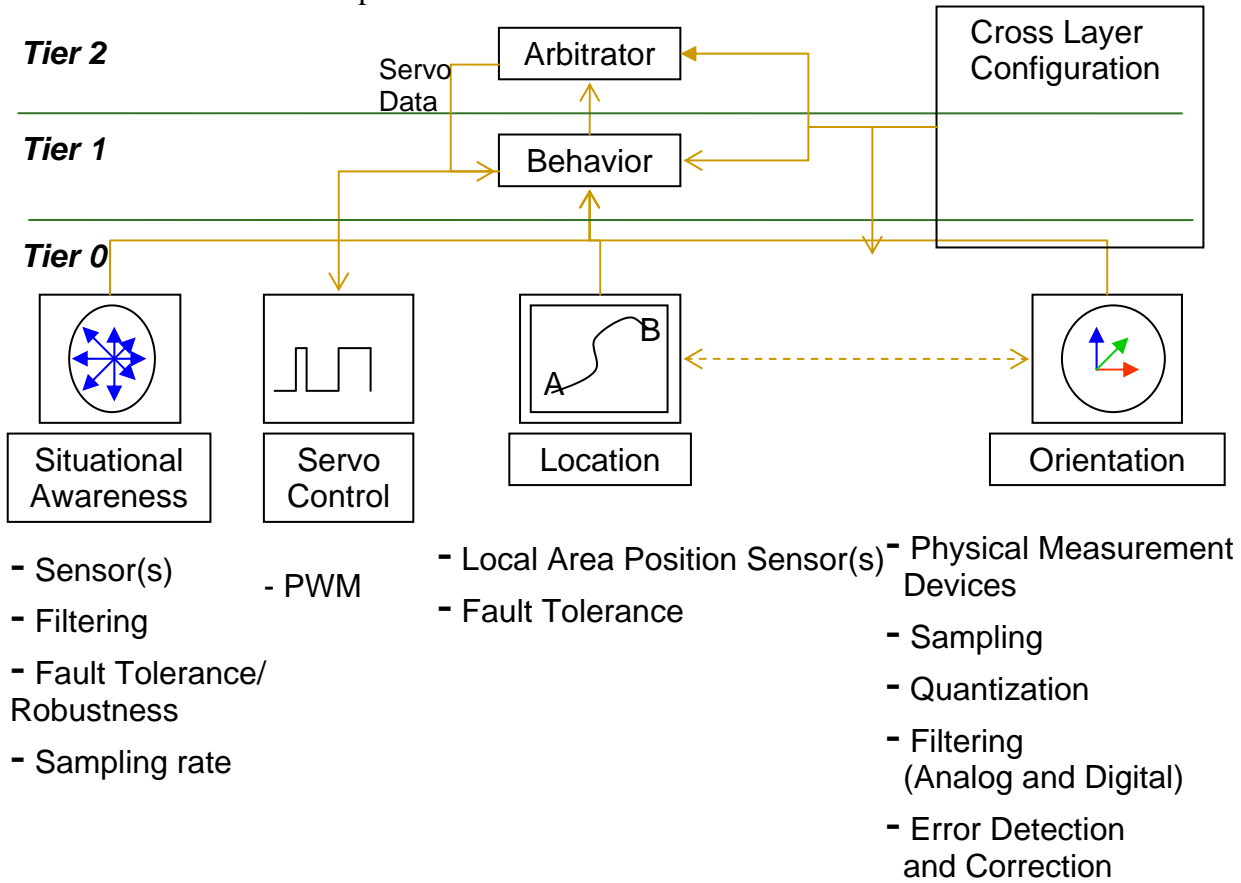 Tier 2
Arbitrator
Cross Layer
Configuration
Servo
Data
Tier 1
Behavior
Tier 0
A
B
Situational
Awareness
Servo
Control
Location
Orientation
- Sensor(s)
- Filtering
- Fault Tolerance/
Robustness
- Sampling rate
- PWM
- Local Area Position Sensor(s)
- Fault Tolerance
- Physical Measurement
Devices
- Sampling
- Quantization
- Filtering
(Analog and Digital)
- Error Detection
and Correction